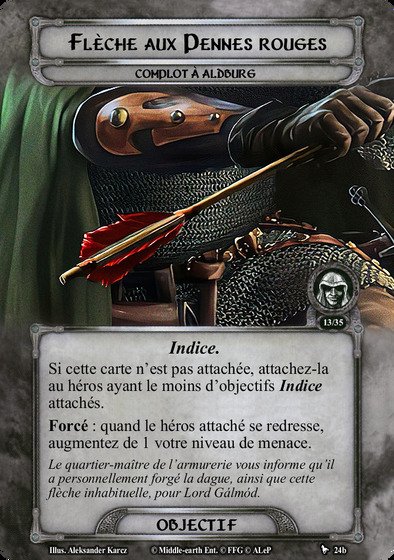 Flèche aux Pennes rouges
Complot à Aldburg
13/35
Indice.
Si cette carte n'est pas attachée, attachez-la
au héros ayant le moins d'objectifs Indice
attachés.
Forcé : quand le héros attaché se redresse,
augmentez de 1 votre niveau de menace.
Le quartier-maître de l'armurerie vous informe qu'il
a personnellement forgé la dague, ainsi que cette
flèche inhabituelle, pour Lord Gálmód.
OBJECTIF
Illus. Aleksander Karcz © Middle-earth Ent. © FFG © ALeP 24b